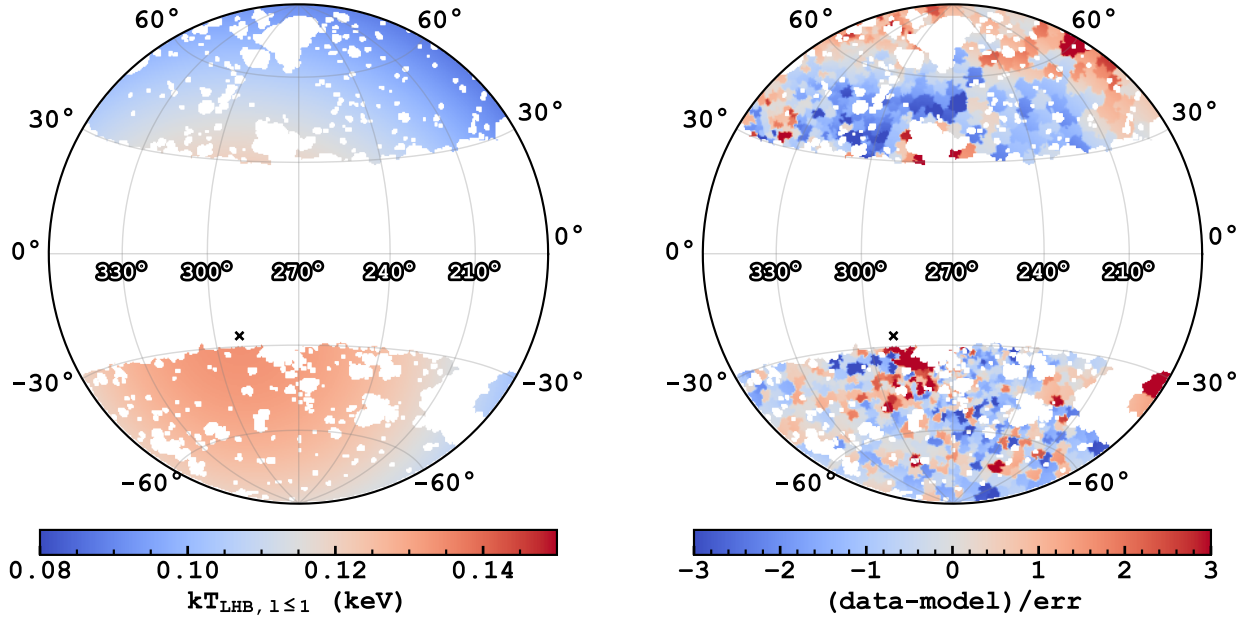 60° 60° 60° 60°
30° 30° 30° 30°
0° 0° 0° 0°
330° 300° 270° 240° 210° 330° 300° 270° 240° 210°
×  ×
−30° −30° −30° −30°
−60° −60° −60° −60°
0.08 0.10 0.12 0.14 −3 −2 −1 0 1 2 3
kT_LHB, l≤1 (keV) (data-model)/err